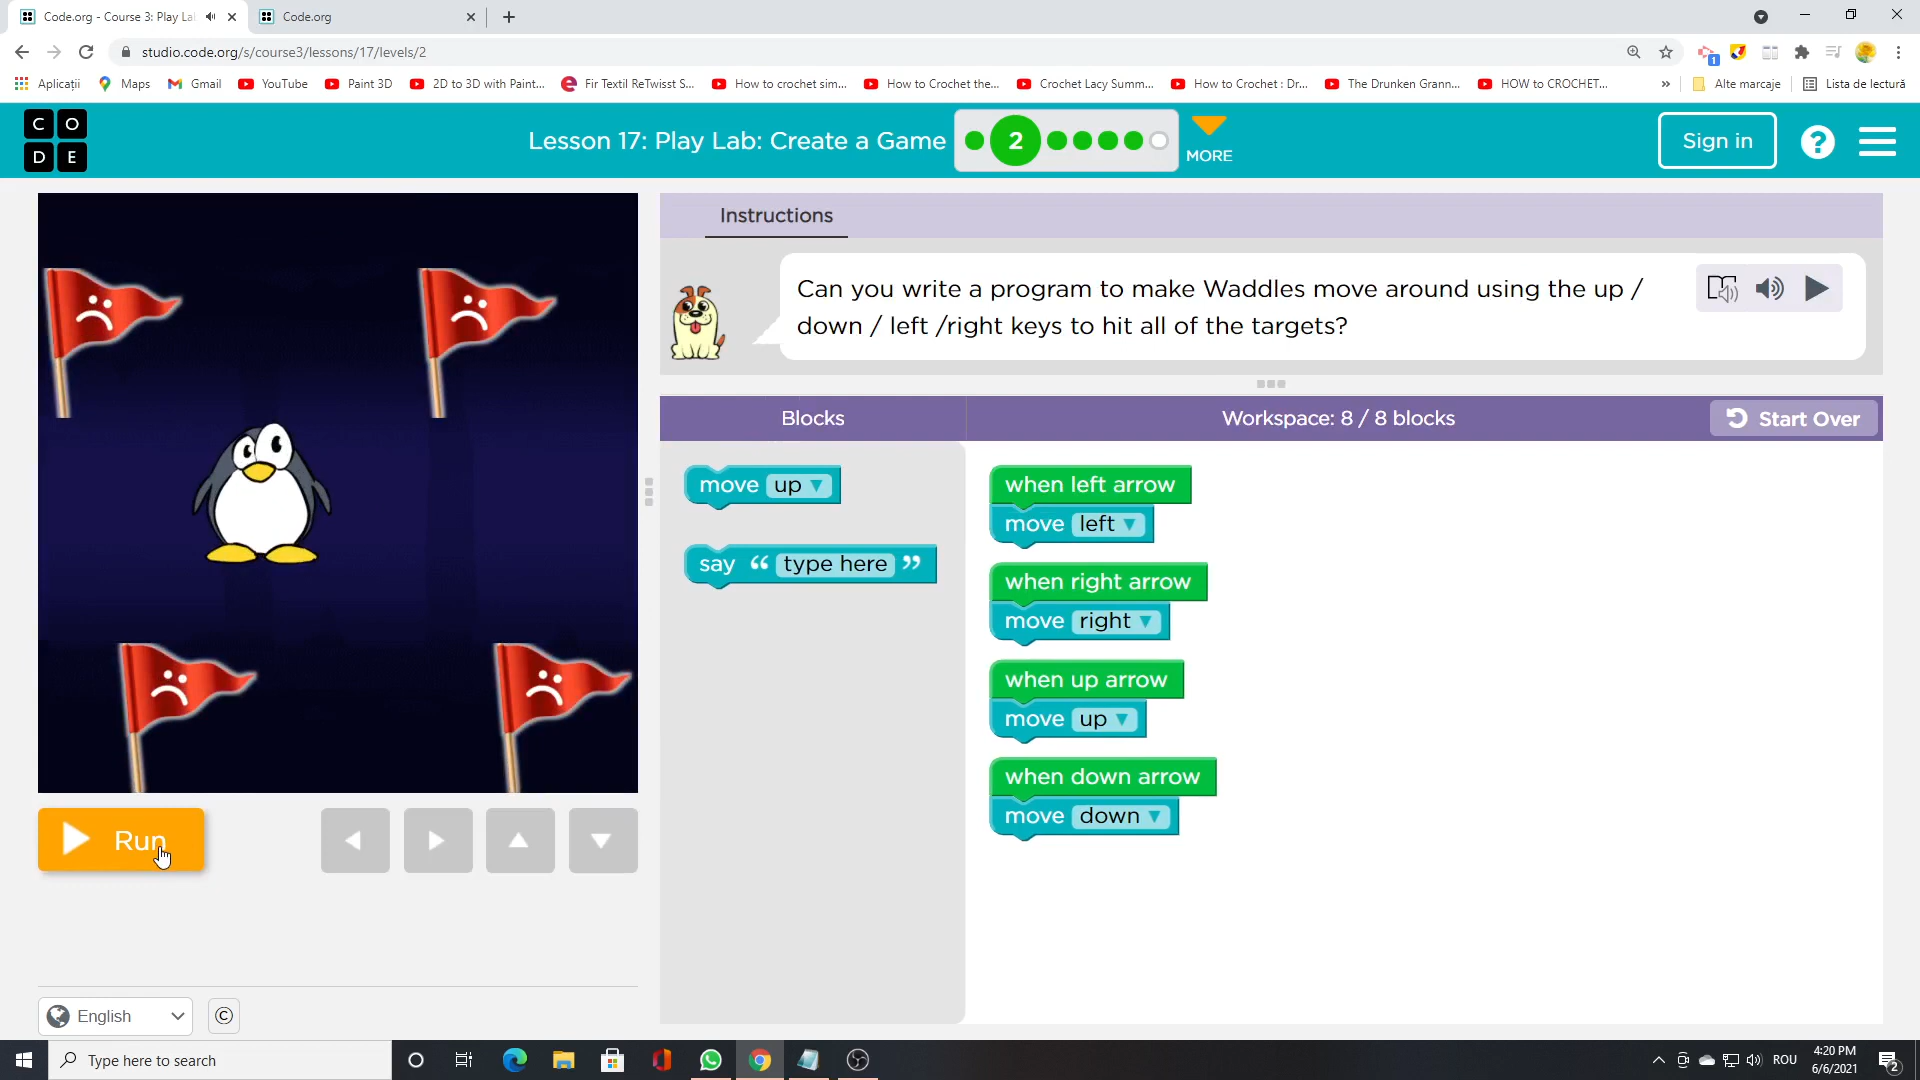 Code.org - Course 3: Play La
Code.org
studio.code.org/s/course3/lessons/17/levels/2
1
Aplicații
Maps
Gmail
YouTube
Paint 3D
2D to 3D with Paint...
Fir Textil ReTwisst S...
How to crochet sim...
How to Crochet the...
Crochet Lacy Summ...
How to Crochet : Dr...
The Drunken Grann...
HOW to CROCHET...
»
Alte marcaje
Lista de lectură
C O
D E
Lesson 17: Play Lab: Create a Game
2
MORE
Sign in
?
Instructions
Can you write a program to make Waddles move around using the up /
down / left /right keys to hit all of the targets?
Blocks
Workspace: 8 / 8 blocks
Start Over
move up
say “ type here ”
when left arrow
move left
when right arrow
move right
when up arrow
move up
when down arrow
move down
Run
English
©
Type here to search
ROU
4:20 PM
6/6/2021
2